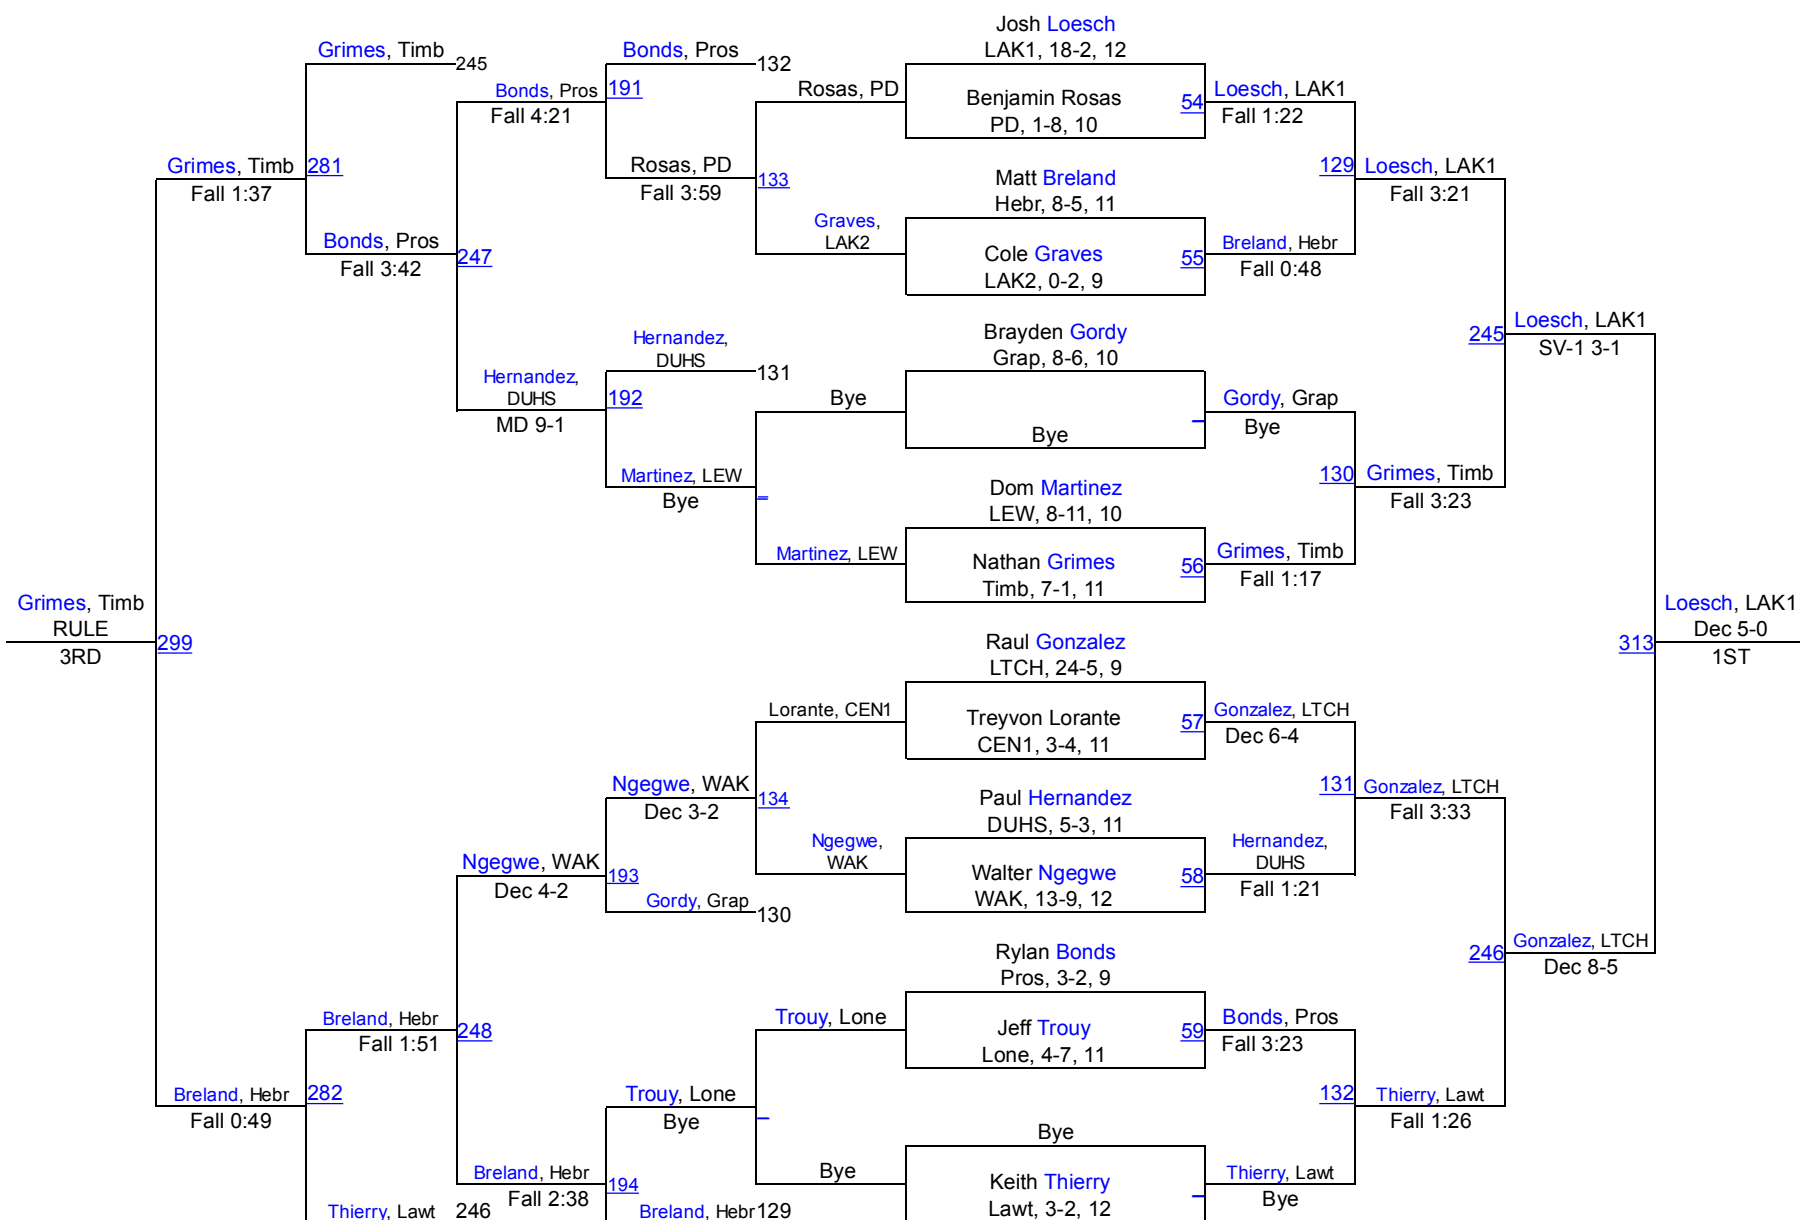 Josh Loesch
LAK1, 18-2, 12
Grimes, Timb
245
Bonds, Pros
132
Rosas, PD
Bonds, Pros
191
Fall 4:21
Benjamin Rosas
PD, 1-8, 10
54
Loesch, LAK1
Fall 1:22
Grimes, Timb
281
Fall 1:37
Rosas, PD
Fall 3:59
133
Matt Breland
Hebr, 8-5, 11
129
Loesch, LAK1
Fall 3:21
Graves,
LAK2
Bonds, Pros
Fall 3:42
247
Cole Graves
LAK2, 0-2, 9
55
Breland, Hebr
Fall 0:48
Hernandez,
DUHS
131
Brayden Gordy
Grap, 8-6, 10
245
Loesch, LAK1
SV-1 3-1
Hernandez,
DUHS
MD 9-1
192
Bye
Bye
Gordy, Grap
Bye
Martinez, LEW
Bye
Dom Martinez
LEW, 8-11, 10
130
Grimes, Timb
Fall 3:23
Martinez, LEW
Nathan Grimes
Timb, 7-1, 11
56
Grimes, Timb
Fall 1:17
Grimes, Timb
RULE
3RD
299
Raul Gonzalez
LTCH, 24-5, 9
313
Loesch, LAK1
Dec 5-0
1ST
Lorante, CEN1
Treyvon Lorante
CEN1, 3-4, 11
57
Gonzalez, LTCH
Dec 6-4
Ngegwe, WAK
Dec 3-2
134
Paul Hernandez
DUHS, 5-3, 11
131
Gonzalez, LTCH
Fall 3:33
Ngegwe,
WAK
Ngegwe, WAK
Dec 4-2
193
Walter Ngegwe
WAK, 13-9, 12
58
Hernandez,
DUHS
Fall 1:21
Gordy, Grap
130
Rylan Bonds
Pros, 3-2, 9
246
Gonzalez, LTCH
Dec 8-5
Breland, Hebr
Fall 1:51
248
Trouy, Lone
Jeff Trouy
Lone, 4-7, 11
59
Bonds, Pros
Fall 3:23
Breland, Hebr
Fall 0:49
282
Trouy, Lone
Bye
132
Thierry, Lawt
Fall 1:26
Bye
Breland, Hebr
Fall 2:38
194
Bye
Keith Thierry
Lawt, 3-2, 12
Thierry, Lawt
Bye
Thierry, Lawt
246
Breland, Hebr
129